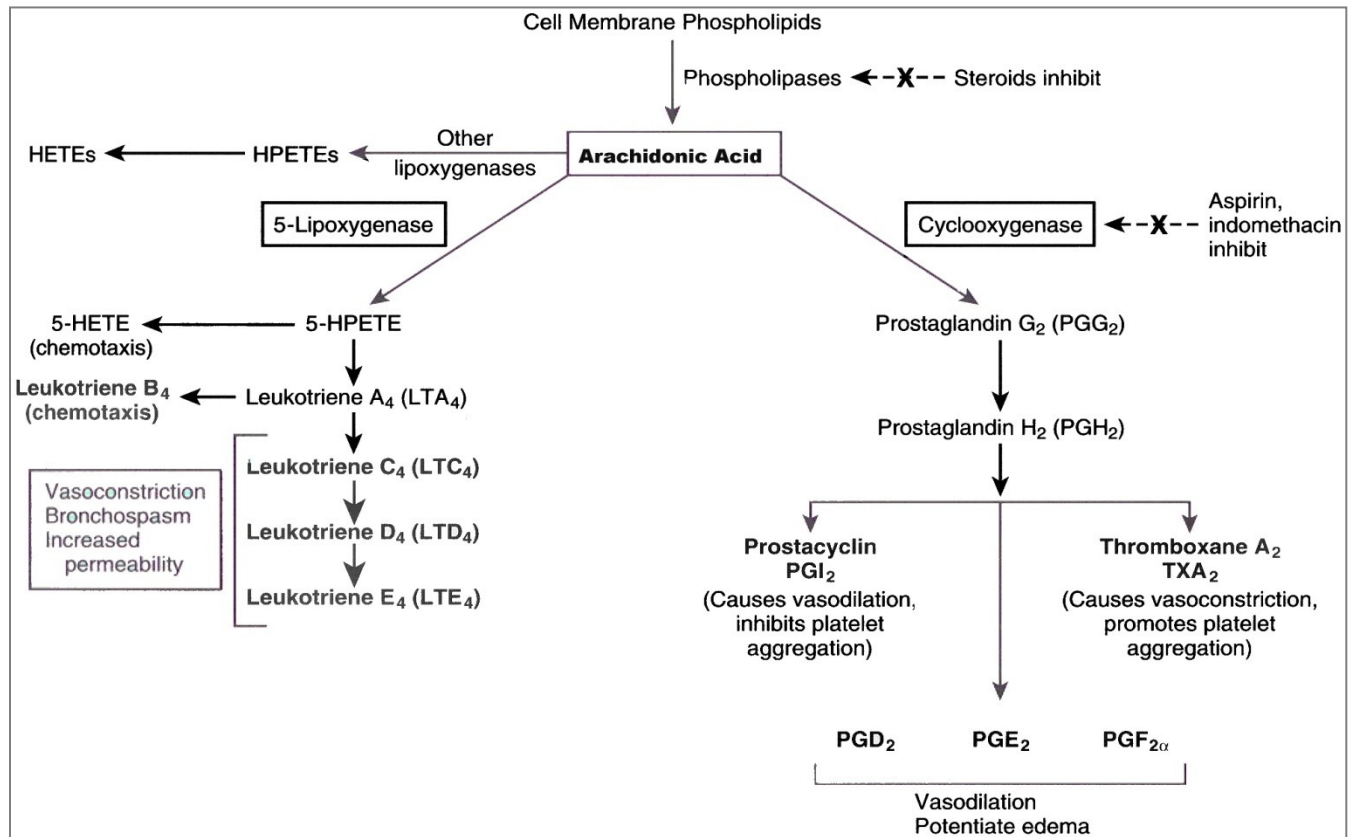 Cell Membrane Phospholipids
Phospholipases
X
Steroids inhibit
Other
lipoxygenases
HETEs
HPETEs
Arachidonic Acid
5-Lipoxygenase
Cyclooxygenase
X
Aspirin,
indomethacin
inhibit
5-HETE
(chemotaxis)
5-HPETE
Prostaglandin G₂ (PGG₂)
Leukotriene B₄
(chemotaxis)
Leukotriene A₄ (LTA₄)
Prostaglandin H₂ (PGH₂)
Vasoconstriction
Bronchospasm
Increased
permeability
Leukotriene C₄ (LTC₄)
Leukotriene D₄ (LTD₄)
Leukotriene E₄ (LTE₄)
Prostacyclin
PGI₂
(Causes vasodilation,
inhibits platelet
aggregation)
Thromboxane A₂
TXA₂
(Causes vasoconstriction,
promotes platelet
aggregation)
PGD₂
PGE₂
PGF₂α
Vasodilation
Potentiate edema